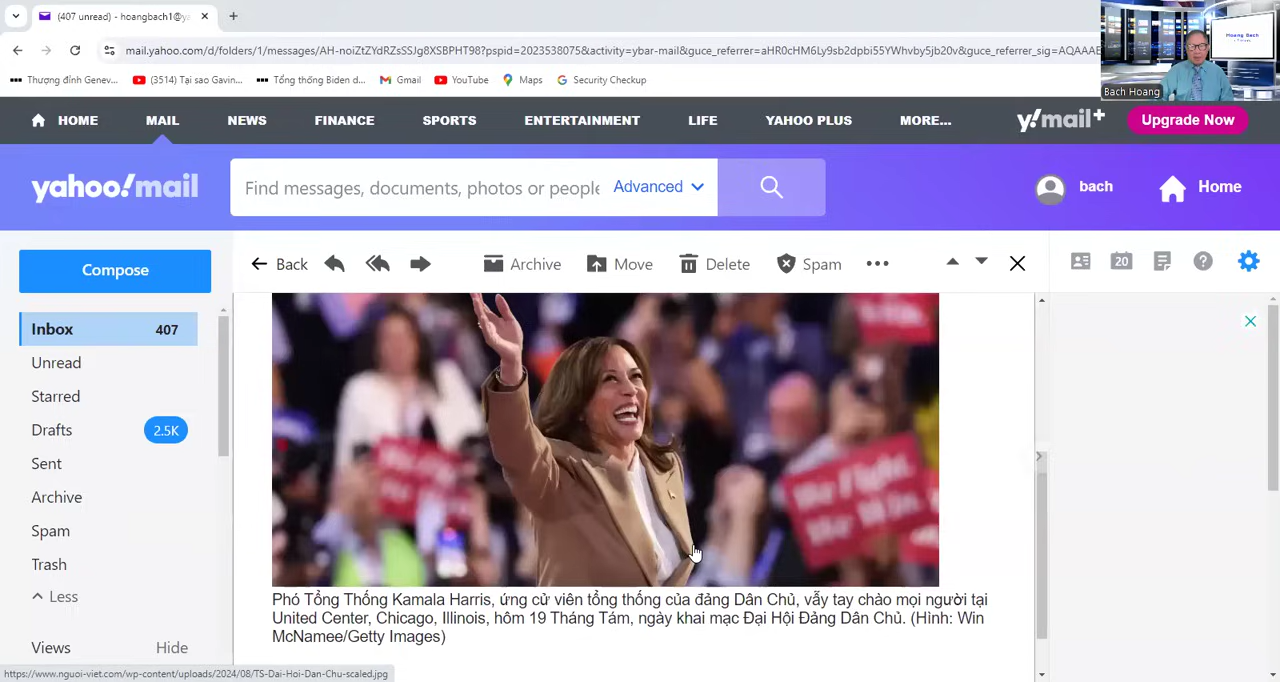 (407 unread) - hoangbach1@y
mail.yahoo.com/d/folders/1/messages/AH-noiZtZYdRZsSSJg8XSBPHT98?pspid=2023538075&activity=ybar-mail&guce_referrer=aHR0cHM6Ly9sb2dpbi55YWhvby5jb20v&guce_referrer_sig=AQAAAE
Thượng đỉnh Genev... (3514) Tại sao Gavin... Tổng thống Biden d... Gmail YouTube Maps Security Checkup
Hoang Bach
Bach Hoang
HOME MAIL NEWS FINANCE SPORTS ENTERTAINMENT LIFE YAHOO PLUS MORE... y!mail+ Upgrade Now
yahoo!mail Find messages, documents, photos or people Advanced bach Home
Compose Back Archive Move Delete Spam 20
Inbox 407
Unread
Starred
Drafts 2.5K
Sent
Archive
Spam
Trash
Less
Views Hide
We Fight.
We Win.
Phó Tổng Thống Kamala Harris, ứng cử viên tổng thống của đảng Dân Chủ, vẫy tay chào mọi người tại
United Center, Chicago, Illinois, hôm 19 Tháng Tám, ngày khai mạc Đại Hội Đảng Dân Chủ. (Hình: Win
McNamee/Getty Images)
https://www.nguoi-viet.com/wp-content/uploads/2024/08/TS-Dai-Hoi-Dan-Chu-scaled.jpg